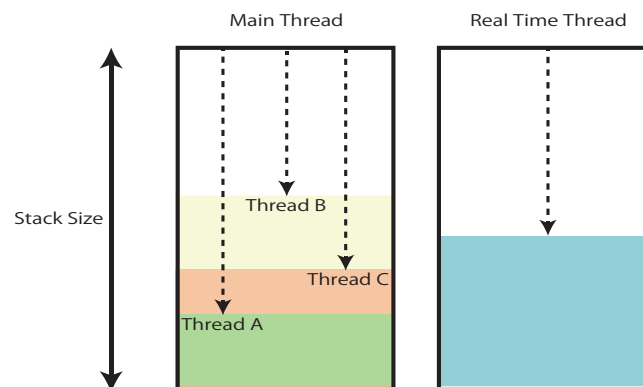 Main Thread
Real Time Thread
Stack Size
Thread B
Thread C
Thread A